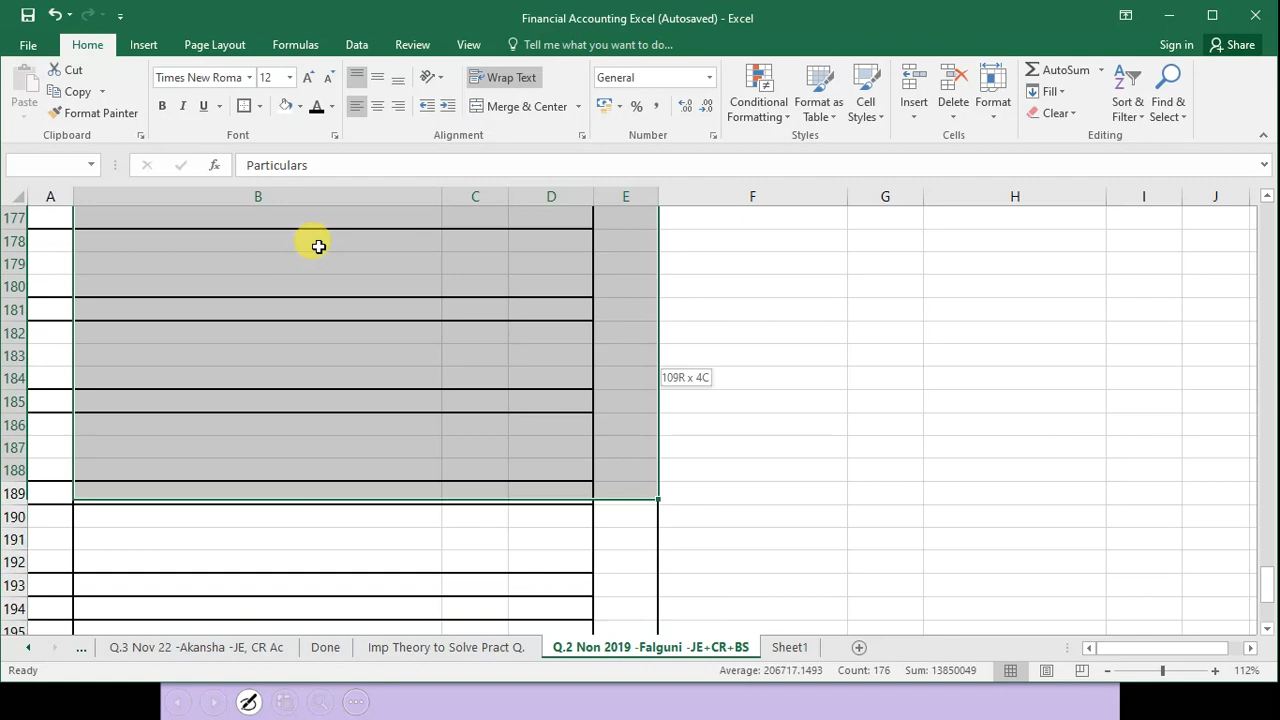 Financial Accounting Excel (Autosaved) - Excel
File Home Insert Page Layout Formulas Data Review View Tell me what you want to do... Sign in Share
Paste
Cut
Copy
Format Painter
Clipboard
Times New Roma 12
B I U
Font
Wrap Text
Merge & Center
Alignment
General
%
Number
Conditional Formatting
Format as Table
Cell Styles
Styles
Insert Delete Format
Cells
AutoSum
Fill
Clear
Sort & Filter
Find & Select
Editing
fx Particulars
A B C D E F G H I J
177
178
179
180
181
182
183
184
109R x 4C
185
186
187
188
189
190
191
192
193
194
195
... Q.3 Nov 22 -Akansha -JE, CR Ac Done Imp Theory to Solve Pract Q. Q.2 Non 2019 -Falguni -JE+CR+BS Sheet1
Ready Average: 206717.1493 Count: 176 Sum: 13850049 112%